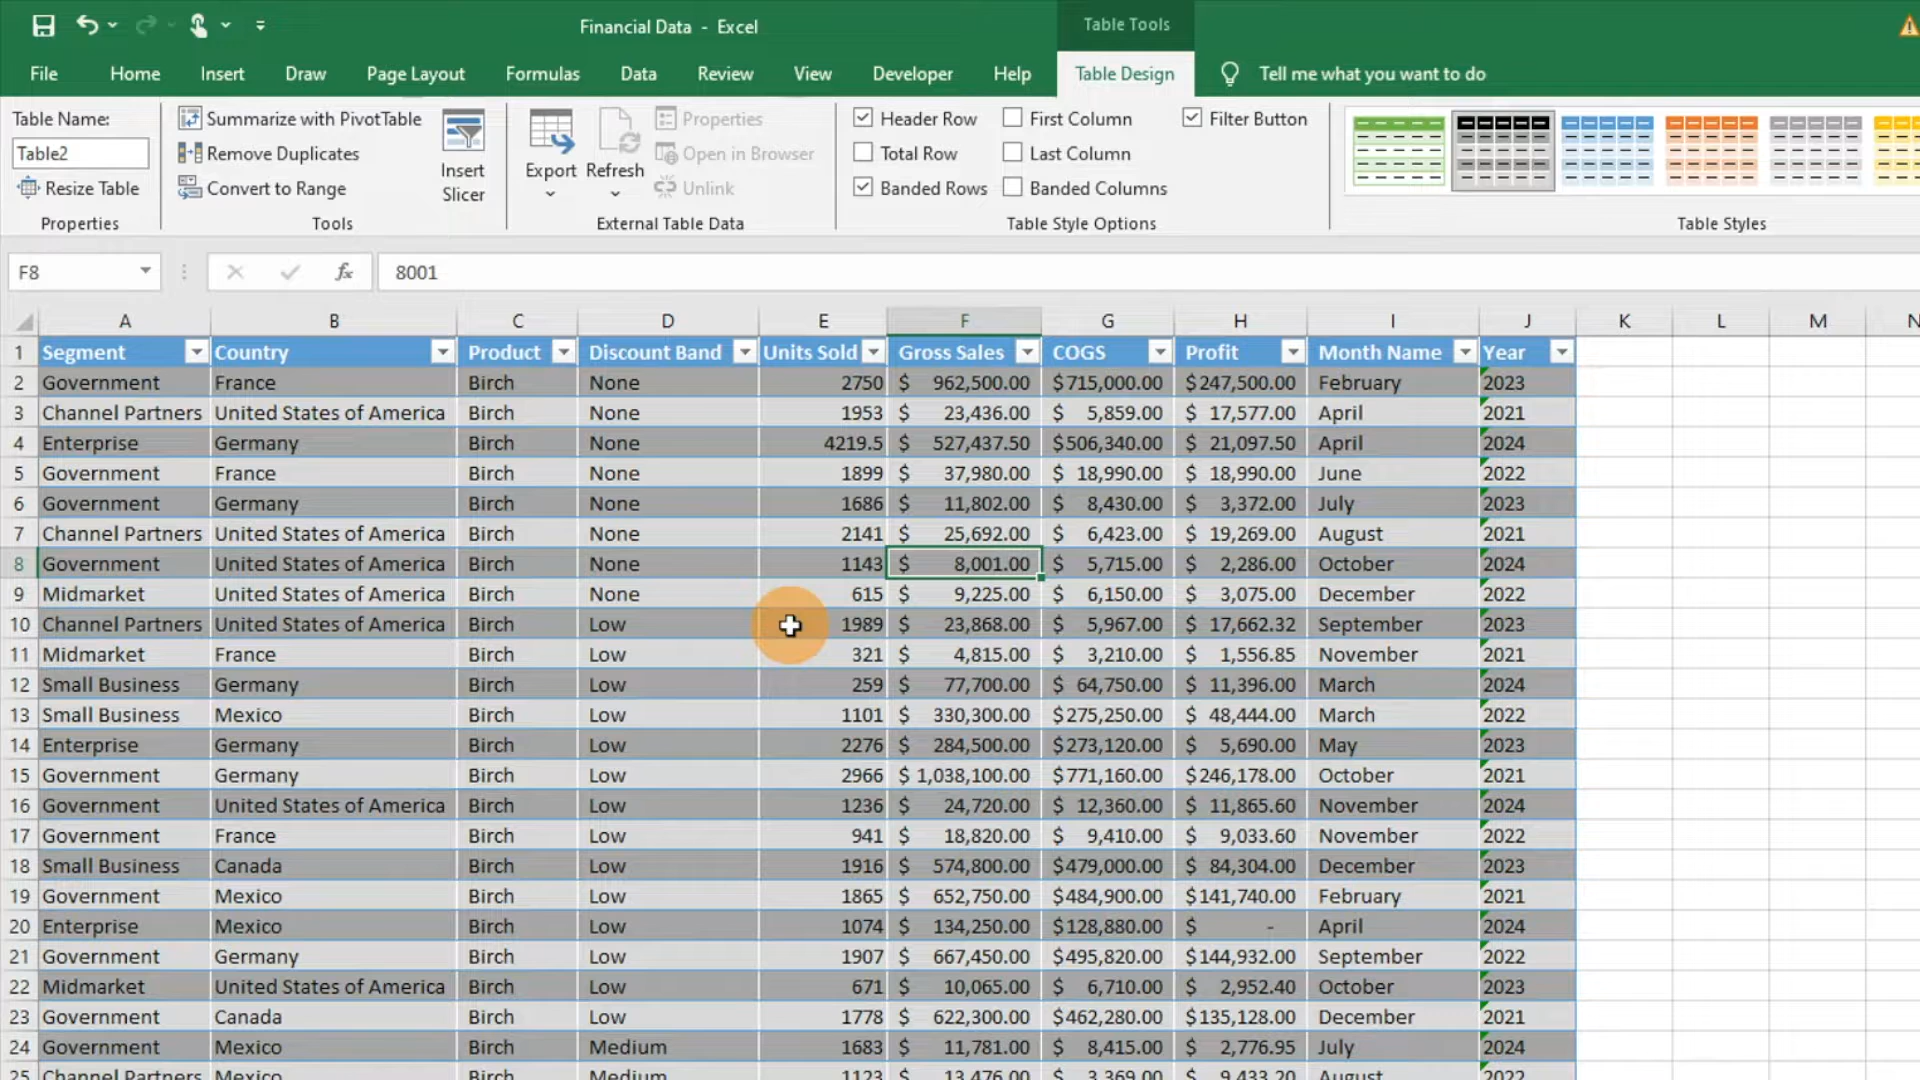 Financial Data - Excel
Table Tools
File Home Insert Draw Page Layout Formulas Data Review View Developer Help Table Design Tell me what you want to do
Table Name:
Table2
Resize Table
Properties
Summarize with PivotTable
Remove Duplicates
Convert to Range
Insert
Slicer
Tools
Export
Refresh
Properties
Open in Browser
Unlink
External Table Data
Header Row
Total Row
Banded Rows
First Column
Last Column
Banded Columns
Filter Button
Table Style Options
Table Styles
F8 fx 8001
A B C D E F G H I J K L M N
1 Segment Country Product Discount Band Units Sold Gross Sales COGS Profit Month Name Year
2 Government France Birch None 2750 $ 962,500.00 $715,000.00 $247,500.00 February 2023
3 Channel Partners United States of America Birch None 1953 $ 23,436.00 $ 5,859.00 $ 17,577.00 April 2021
4 Enterprise Germany Birch None 4219.5 $ 527,437.50 $506,340.00 $ 21,097.50 April 2024
5 Government France Birch None 1899 $ 37,980.00 $ 18,990.00 $ 18,990.00 June 2022
6 Government Germany Birch None 1686 $ 11,802.00 $ 8,430.00 $ 3,372.00 July 2023
7 Channel Partners United States of America Birch None 2141 $ 25,692.00 $ 6,423.00 $ 19,269.00 August 2021
8 Government United States of America Birch None 1143 $ 8,001.00 $ 5,715.00 $ 2,286.00 October 2024
9 Midmarket United States of America Birch None 615 $ 9,225.00 $ 6,150.00 $ 3,075.00 December 2022
10 Channel Partners United States of America Birch Low 1989 $ 23,868.00 $ 5,967.00 $ 17,662.32 September 2023
11 Midmarket France Birch Low 321 $ 4,815.00 $ 3,210.00 $ 1,556.85 November 2021
12 Small Business Germany Birch Low 259 $ 77,700.00 $ 64,750.00 $ 11,396.00 March 2024
13 Small Business Mexico Birch Low 1101 $ 330,300.00 $275,250.00 $ 48,444.00 March 2022
14 Enterprise Germany Birch Low 2276 $ 284,500.00 $273,120.00 $ 5,690.00 May 2023
15 Government Germany Birch Low 2966 $ 1,038,100.00 $771,160.00 $246,178.00 October 2021
16 Government United States of America Birch Low 1236 $ 24,720.00 $ 12,360.00 $ 11,865.60 November 2024
17 Government France Birch Low 941 $ 18,820.00 $ 9,410.00 $ 9,033.60 November 2022
18 Small Business Canada Birch Low 1916 $ 574,800.00 $479,000.00 $ 84,304.00 December 2023
19 Government Mexico Birch Low 1865 $ 652,750.00 $484,900.00 $141,740.00 February 2021
20 Enterprise Mexico Birch Low 1074 $ 134,250.00 $128,880.00 $ - April 2024
21 Government Germany Birch Low 1907 $ 667,450.00 $495,820.00 $144,932.00 September 2022
22 Midmarket United States of America Birch Low 671 $ 10,065.00 $ 6,710.00 $ 2,952.40 October 2023
23 Government Canada Birch Low 1778 $ 622,300.00 $462,280.00 $135,128.00 December 2021
24 Government Mexico Birch Medium 1683 $ 11,781.00 $ 8,415.00 $ 2,776.95 July 2024
25 Channel Partners Mexico Birch Medium 1123 $ 13,476.00 $ 3,369.00 $ 9,433.20 August 2022